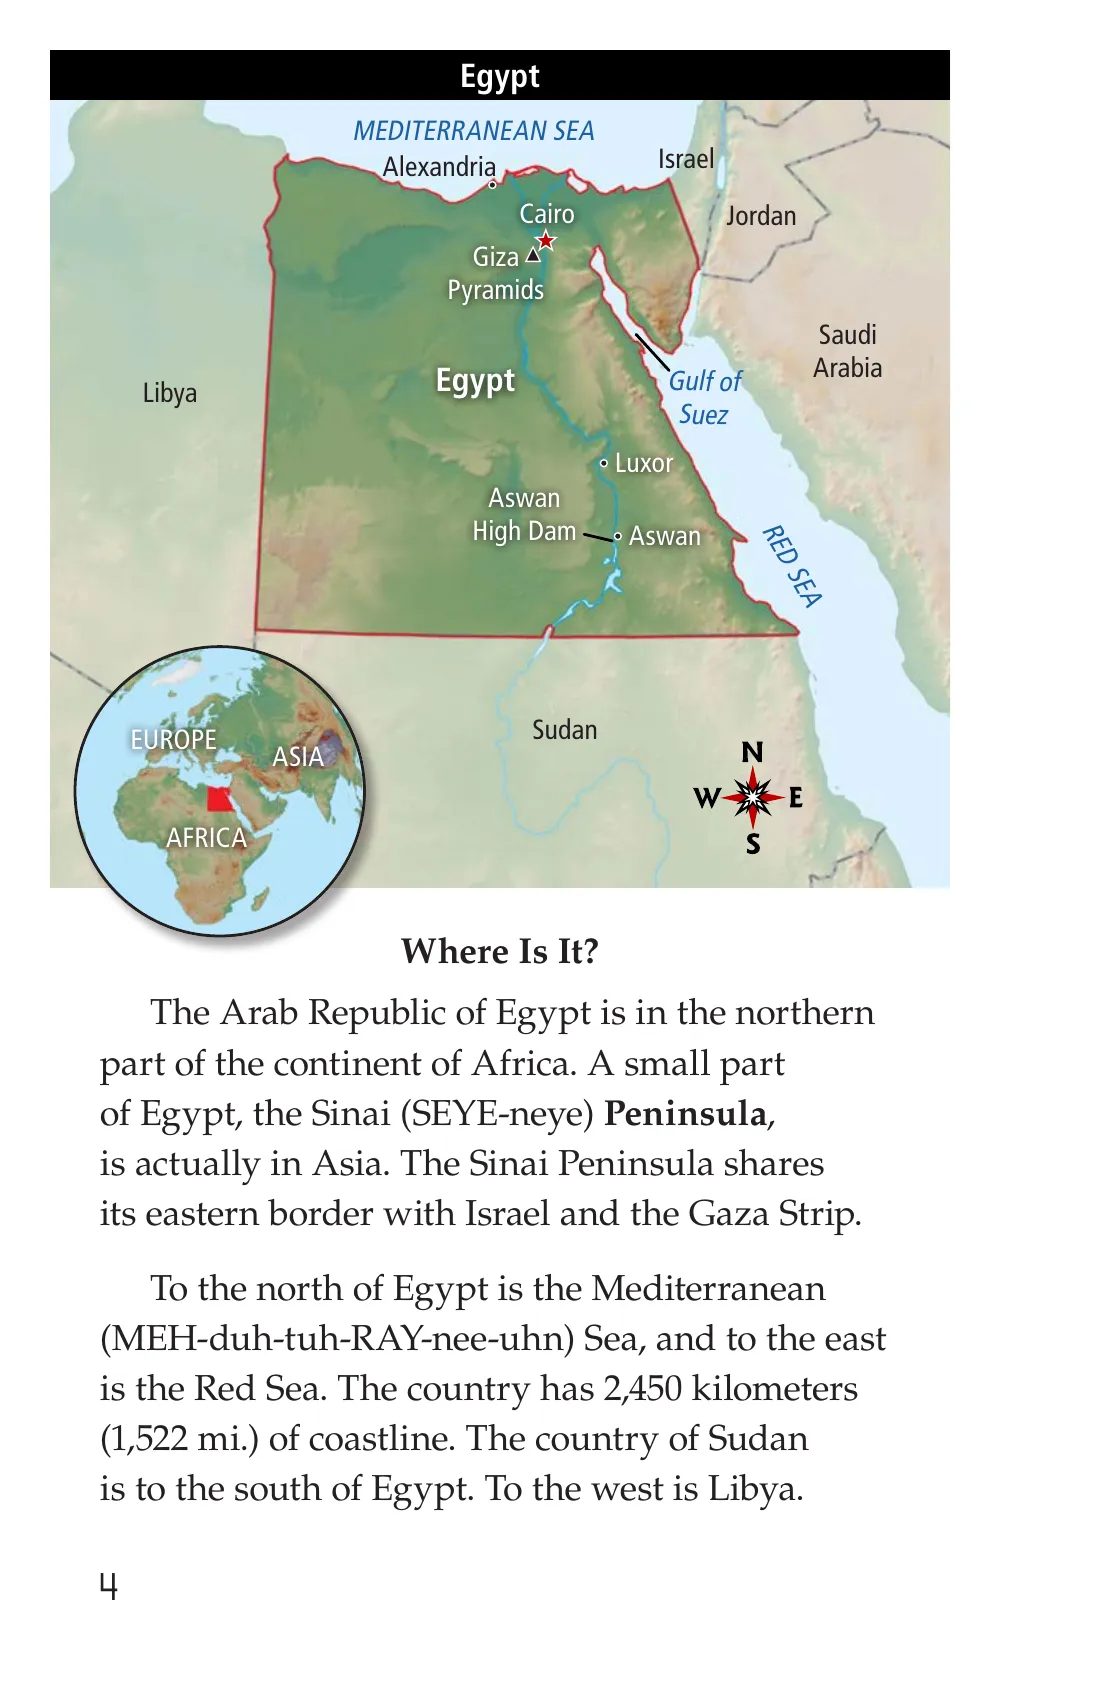 Egypt
MEDITERRANEAN SEA
Alexandria
Israel
Cairo
Jordan
Giza
Pyramids
Saudi
Arabia
Libya
Egypt
Gulf of
Suez
Luxor
Aswan
High Dam
Aswan
RED SEA
EUROPE
ASIA
AFRICA
Sudan
N
W
E
S
Where Is It?
The Arab Republic of Egypt is in the northern
part of the continent of Africa. A small part
of Egypt, the Sinai (SEYE-neye) Peninsula,
is actually in Asia. The Sinai Peninsula shares
its eastern border with Israel and the Gaza Strip.
To the north of Egypt is the Mediterranean
(MEH-duh-tuh-RAY-nee-uhn) Sea, and to the east
is the Red Sea. The country has 2,450 kilometers
(1,522 mi.) of coastline. The country of Sudan
is to the south of Egypt. To the west is Libya.
4